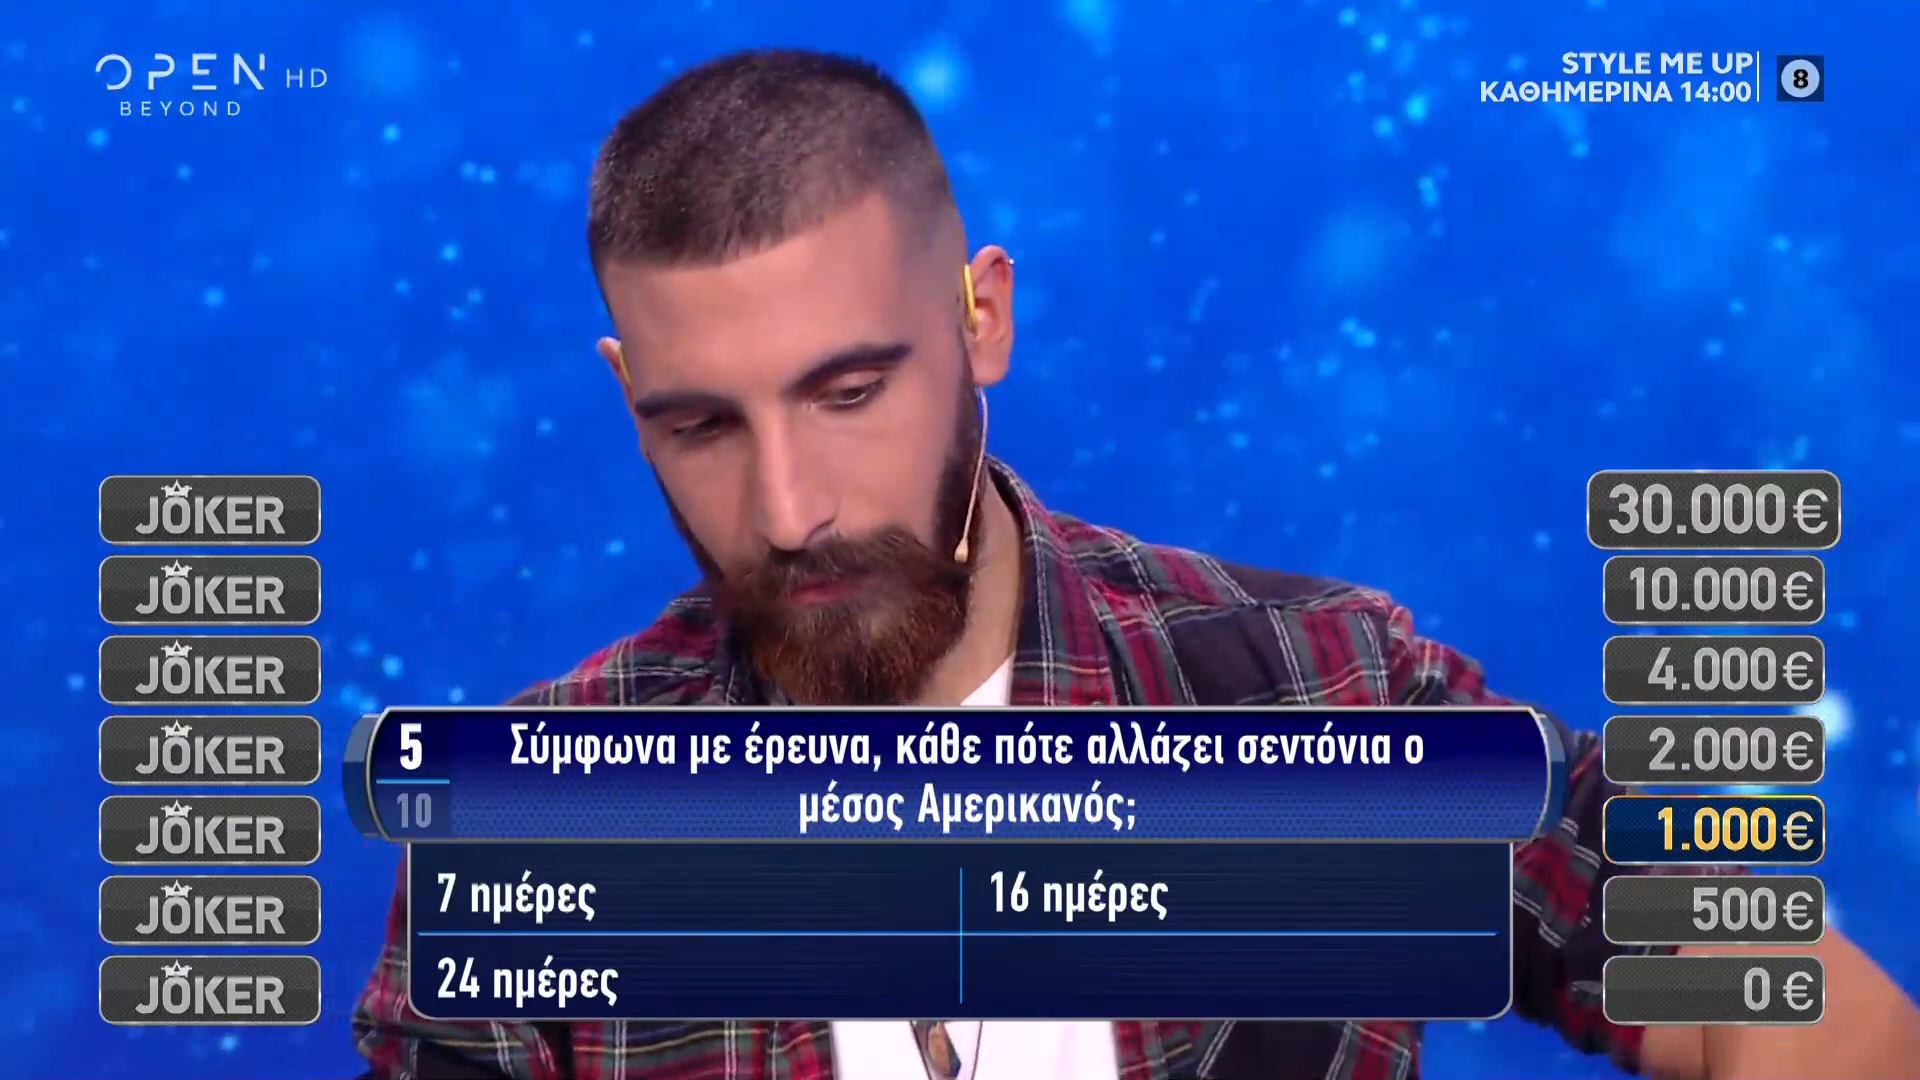 OPEN HD
BEYOND
STYLE ME UP
ΚΑΘΗΜΕΡΙΝΑ 14:00
8
JOKER
JOKER
JOKER
JOKER
JOKER
JOKER
JOKER
30.000€
10.000€
4.000€
2.000€
1.000€
500€
0€
5
10
Σύμφωνα με έρευνα, κάθε πότε αλλάζει σεντόνια ο
μέσος Αμερικανός;
7 ημέρες
16 ημέρες
24 ημέρες